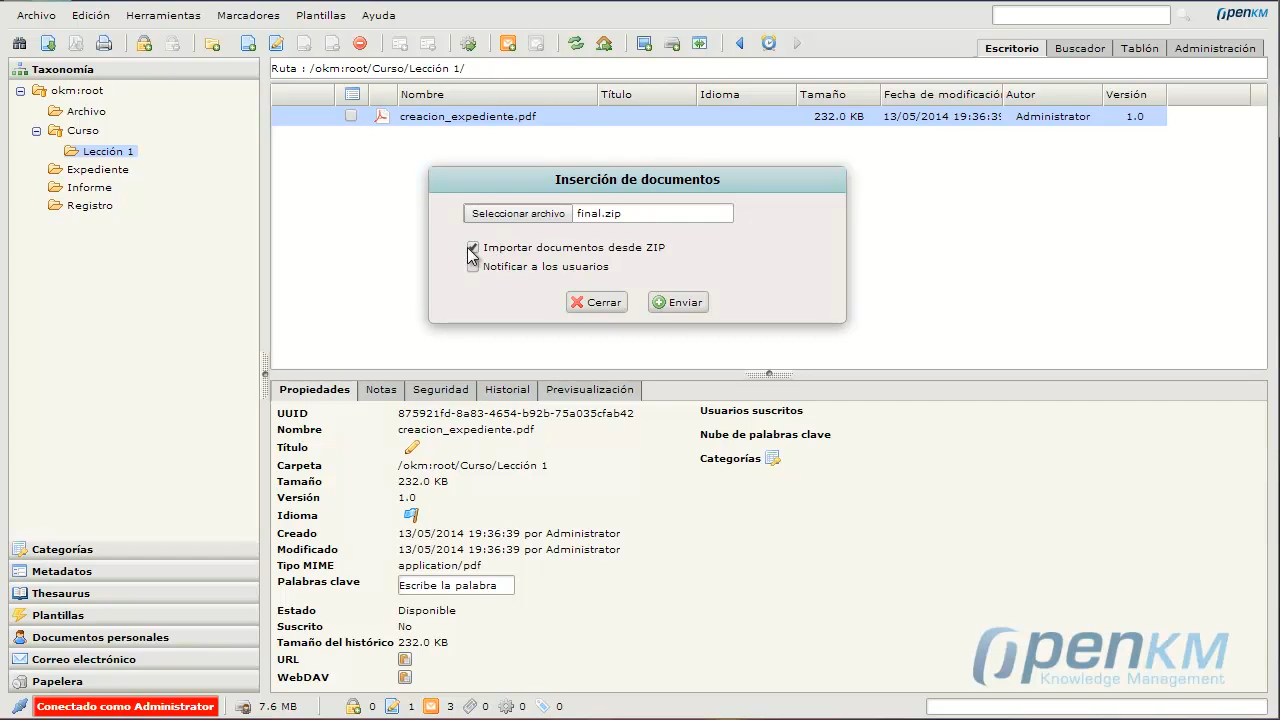 Archivo Edición Herramientas Marcadores Plantillas Ayuda
OPENKM
Escritorio Buscador Tablón Administración
Taxonomía
Ruta : /okm:root/Curso/Lección 1/
okm:root
Archivo
Curso
Lección 1
Expediente
Informe
Registro
Nombre Título Idioma Tamaño Fecha de modificación Autor Versión
creacion_expediente.pdf 232.0 KB 13/05/2014 19:36:39 Administrator 1.0
Inserción de documentos
Seleccionar archivo final.zip
Importar documentos desde ZIP
Notificar a los usuarios
Cerrar Enviar
Propiedades Notas Seguridad Historial Previsualización
UUID 875921fd-8a83-4654-b92b-75a035cfab42
Nombre creacion_expediente.pdf
Título
Carpeta /okm:root/Curso/Lección 1
Tamaño 232.0 KB
Versión 1.0
Idioma
Creado 13/05/2014 19:36:39 por Administrator
Modificado 13/05/2014 19:36:39 por Administrator
Tipo MIME application/pdf
Palabras clave Escribe la palabra
Estado Disponible
Suscrito No
Tamaño del histórico 232.0 KB
URL
WebDAV
Usuarios suscritos
Nube de palabras clave
Categorías
Categorías
Metadatos
Thesaurus
Plantillas
Documentos personales
Correo electrónico
Papelera
OpenKM
Knowledge Management
Conectado como Administrator 7.6 MB 0 1 3 0 0 0